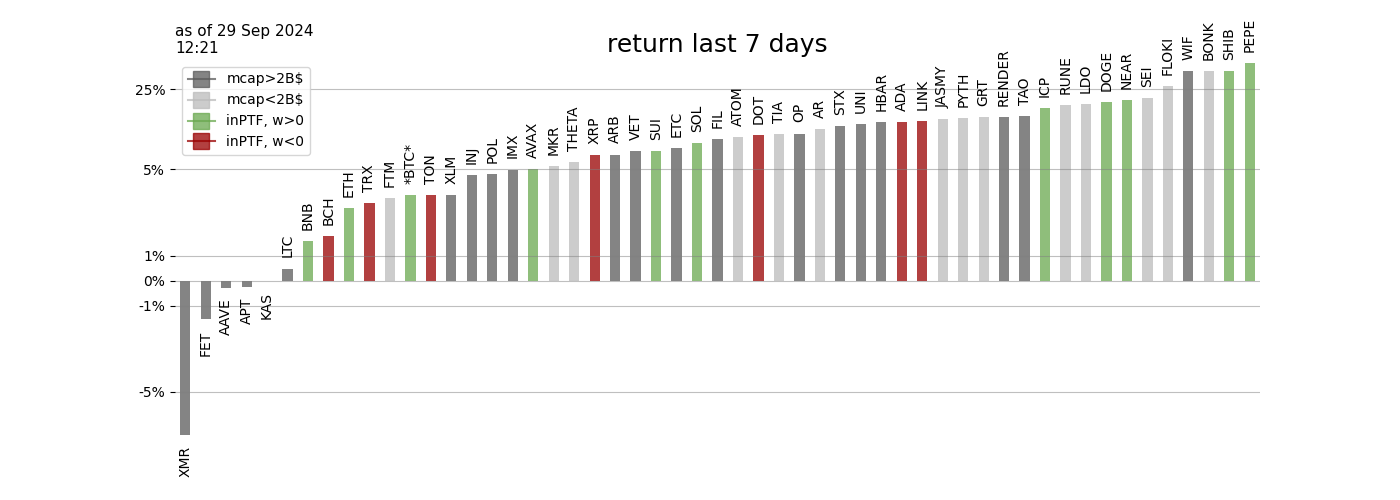 as of 29 Sep 2024
12:21
return last 7 days
mcap>2B$
mcap<2B$
inPTF, w>0
inPTF, w<0
25%
5%
1%
0%
-1%
-5%
XMR
FET
AAVE
APT
KAS
LTC
BNB
BCH
ETH
TRX
FTM
*BTC*
TON
XLM
INJ
POL
IMX
AVAX
MKR
THETA
XRP
ARB
VET
SUI
ETC
SOL
FIL
ATOM
DOT
TIA
OP
AR
STX
UNI
HBAR
ADA
LINK
JASMY
PYTH
GRT
RENDER
TAO
ICP
RUNE
LDO
DOGE
NEAR
SEI
FLOKI
WIF
BONK
SHIB
PEPE